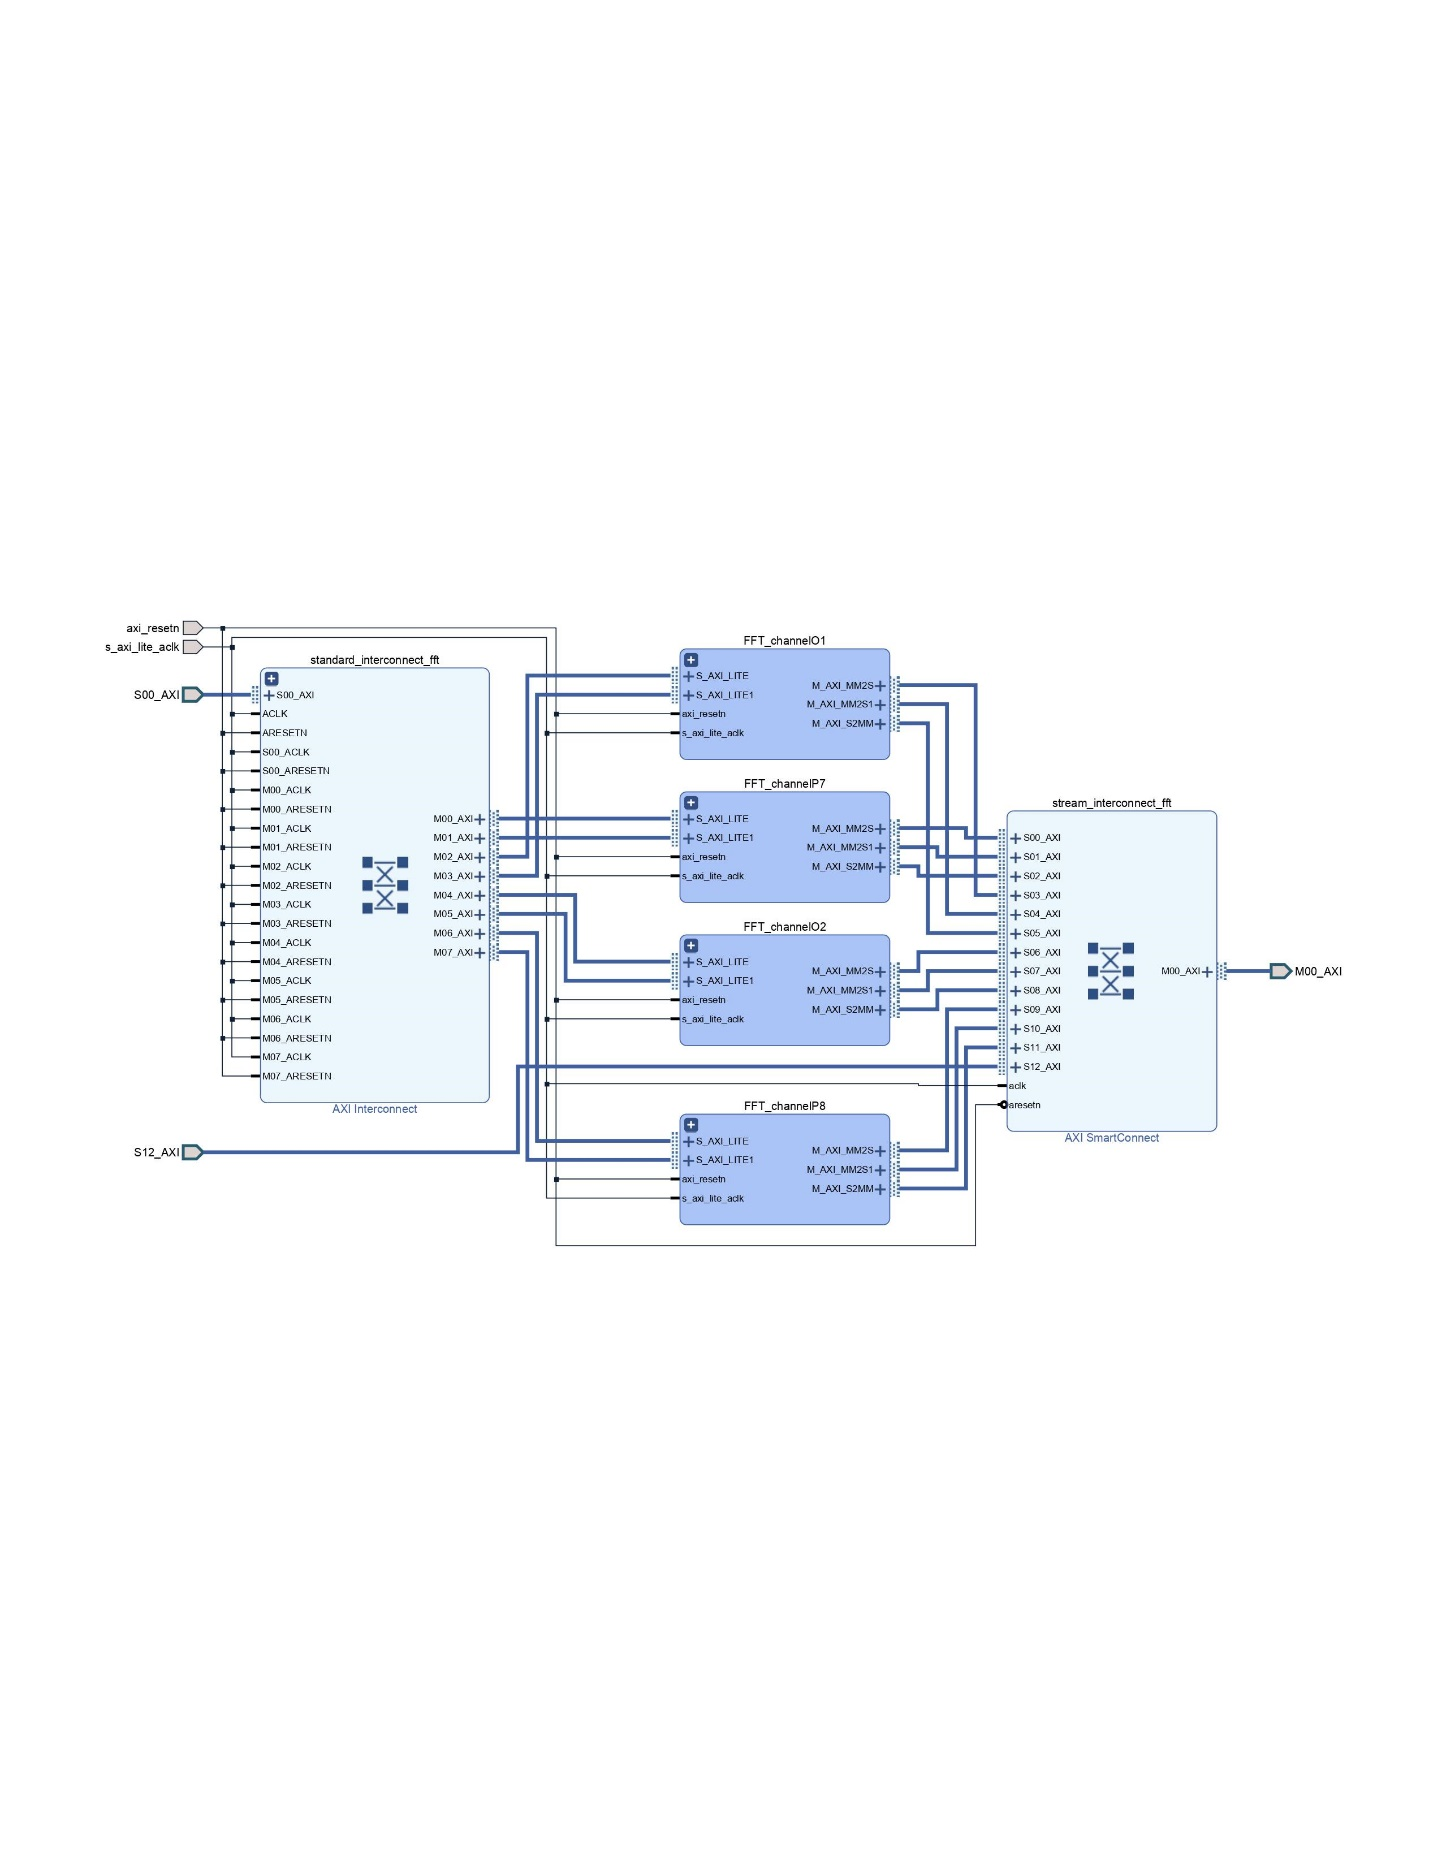 axi_resetn
s_axi_lite_aclk
S00_AXI
S12_AXI
standard_interconnect_fft
S00_AXI
ACLK
ARESETN
S00_ACLK
S00_ARESETN
M00_ACLK
M00_ARESETN
M01_ACLK
M01_ARESETN
M02_ACLK
M02_ARESETN
M03_ACLK
M03_ARESETN
M04_ACLK
M04_ARESETN
M05_ACLK
M05_ARESETN
M06_ACLK
M06_ARESETN
M07_ACLK
M07_ARESETN
M00_AXI
M01_AXI
M02_AXI
M03_AXI
M04_AXI
M05_AXI
M06_AXI
M07_AXI
AXI Interconnect
FFT_channelO1
S_AXI_LITE
S_AXI_LITE1
axi_resetn
s_axi_lite_aclk
M_AXI_MM2S
M_AXI_MM2S1
M_AXI_S2MM
FFT_channelP7
S_AXI_LITE
S_AXI_LITE1
axi_resetn
s_axi_lite_aclk
M_AXI_MM2S
M_AXI_MM2S1
M_AXI_S2MM
FFT_channelO2
S_AXI_LITE
S_AXI_LITE1
axi_resetn
s_axi_lite_aclk
M_AXI_MM2S
M_AXI_MM2S1
M_AXI_S2MM
FFT_channelP8
S_AXI_LITE
S_AXI_LITE1
axi_resetn
s_axi_lite_aclk
M_AXI_MM2S
M_AXI_MM2S1
M_AXI_S2MM
stream_interconnect_fft
S00_AXI
S01_AXI
S02_AXI
S03_AXI
S04_AXI
S05_AXI
S06_AXI
S07_AXI
S08_AXI
S09_AXI
S10_AXI
S11_AXI
S12_AXI
aclk
aresetn
M00_AXI
AXI SmartConnect
M00_AXI